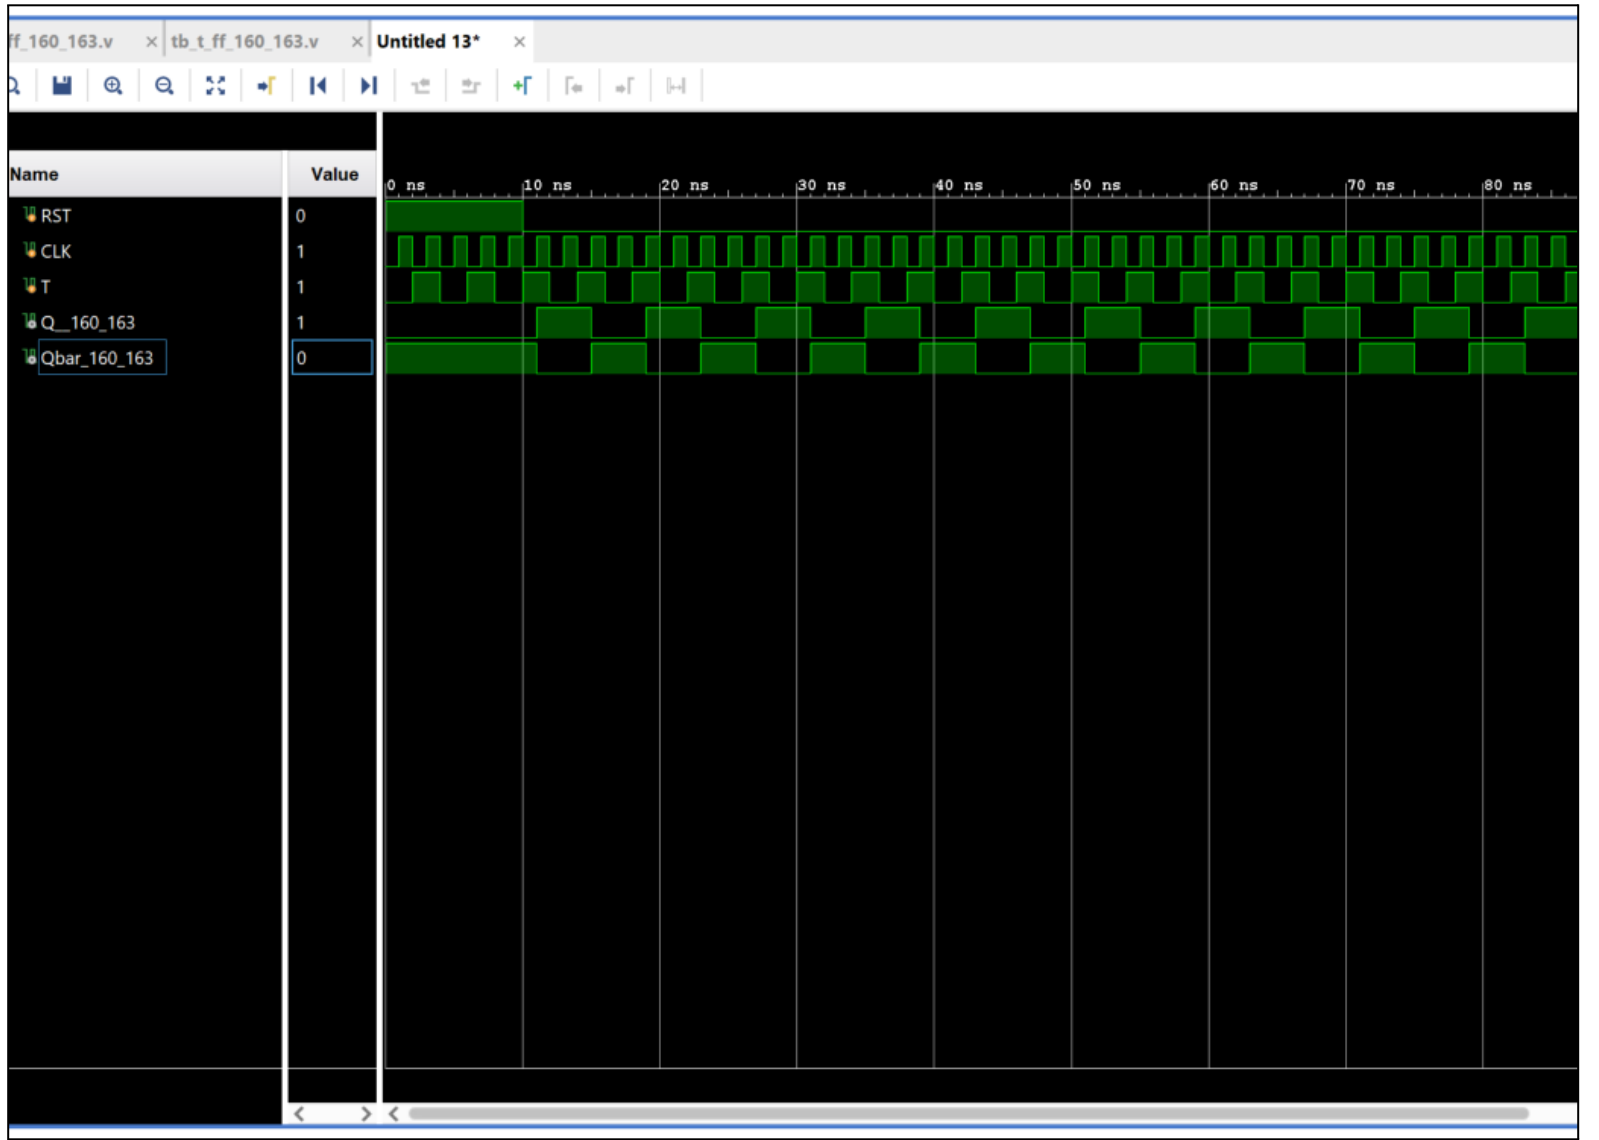 ff_160_163.v × tb_t_ff_160_163.v × Untitled 13* ×
Name Value
0 ns 10 ns 20 ns 30 ns 40 ns 50 ns 60 ns 70 ns 80 ns
RST 0
CLK 1
T 1
Q__160_163 1
Qbar_160_163 0